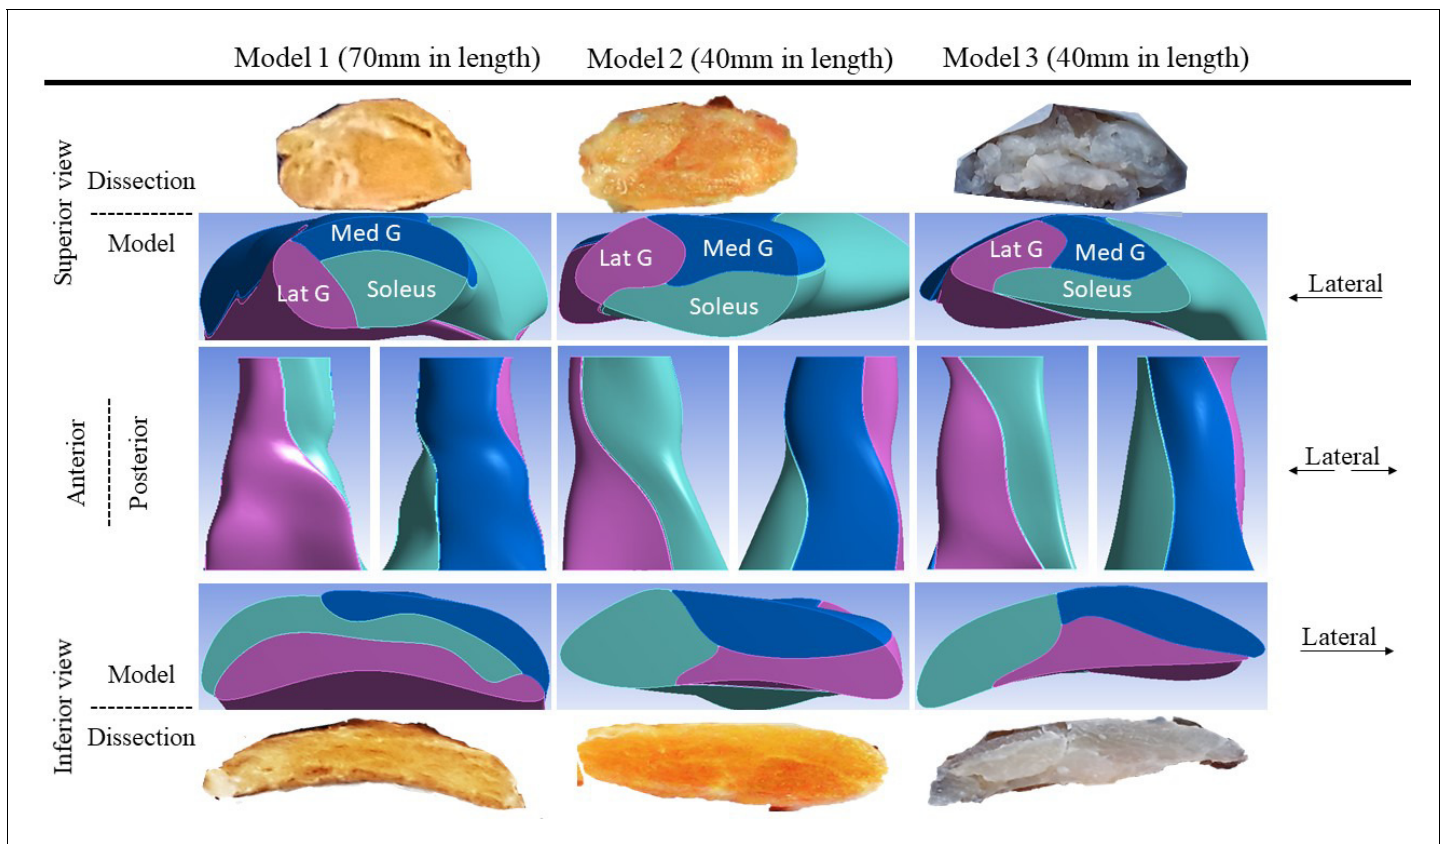 Model 1 (70mm in length)
Model 2 (40mm in length)
Model 3 (40mm in length)
Superior view
Dissection
Model
Med G
Lat G
Soleus
Lat G
Med G
Soleus
Lat G
Med G
Soleus
Lateral
Anterior
Posterior
Lateral
Inferior view
Model
Dissection
Lateral